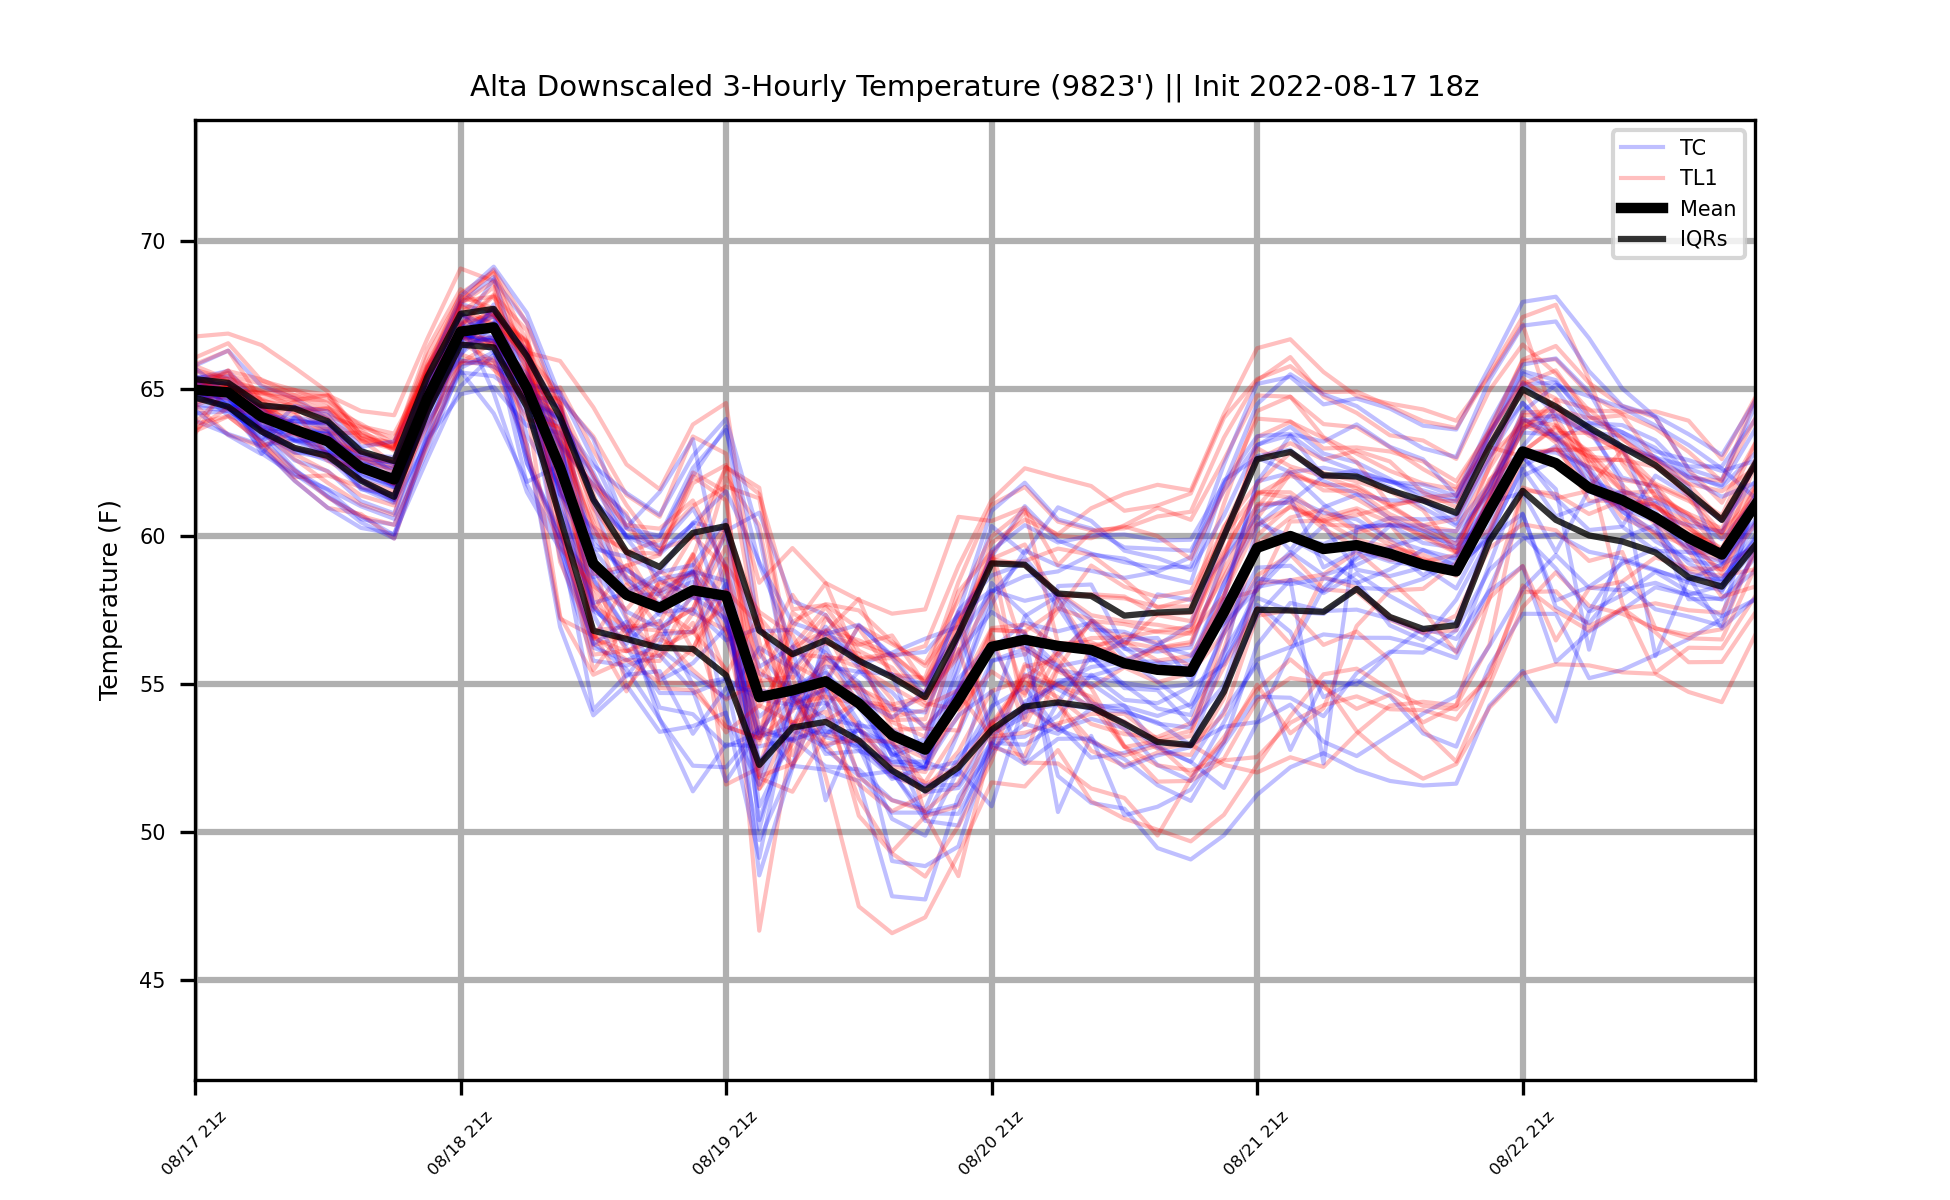 Alta Downscaled 3-Hourly Temperature (9823') || Init 2022-08-17 18z
TC
TL1
Mean
IQRs
Temperature (F)
70
65
60
55
50
45
08/17 21z
08/18 21z
08/19 21z
08/20 21z
08/21 21z
08/22 21z